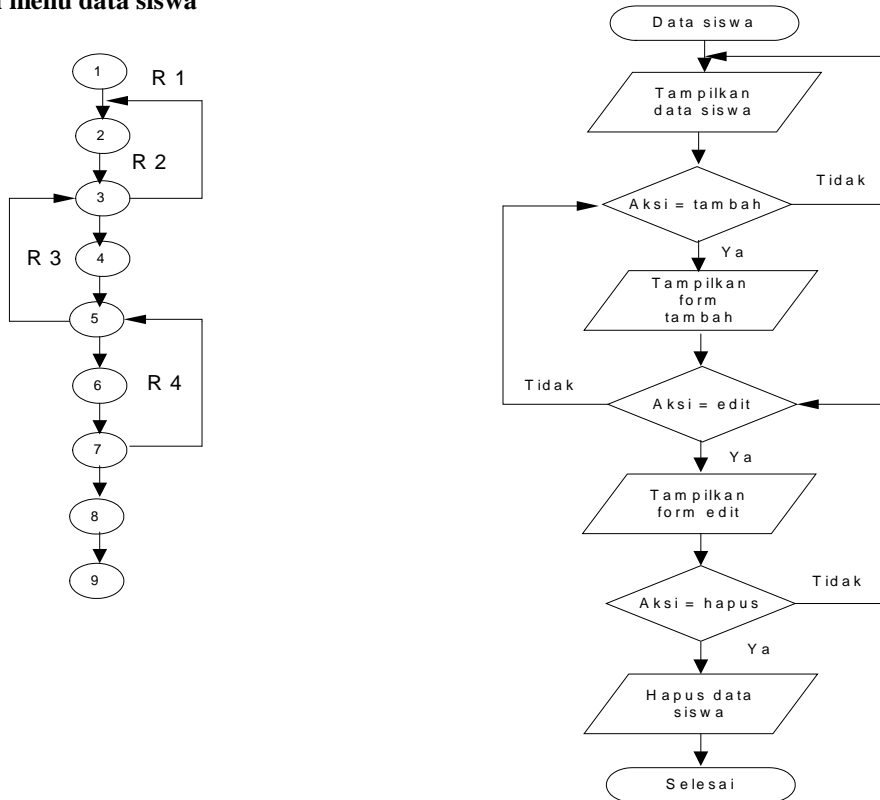 menu data siswa
1
R 1
2
R 2
3
R 3
4
5
6
R 4
7
8
9
Data siswa
Tampilkan
data siswa
Aksi = tambah
Tidak
Ya
Tampilkan
form
tambah
Tidak
Aksi = edit
Ya
Tampilkan
form edit
Aksi = hapus
Tidak
Ya
Hapus data
siswa
Selesai